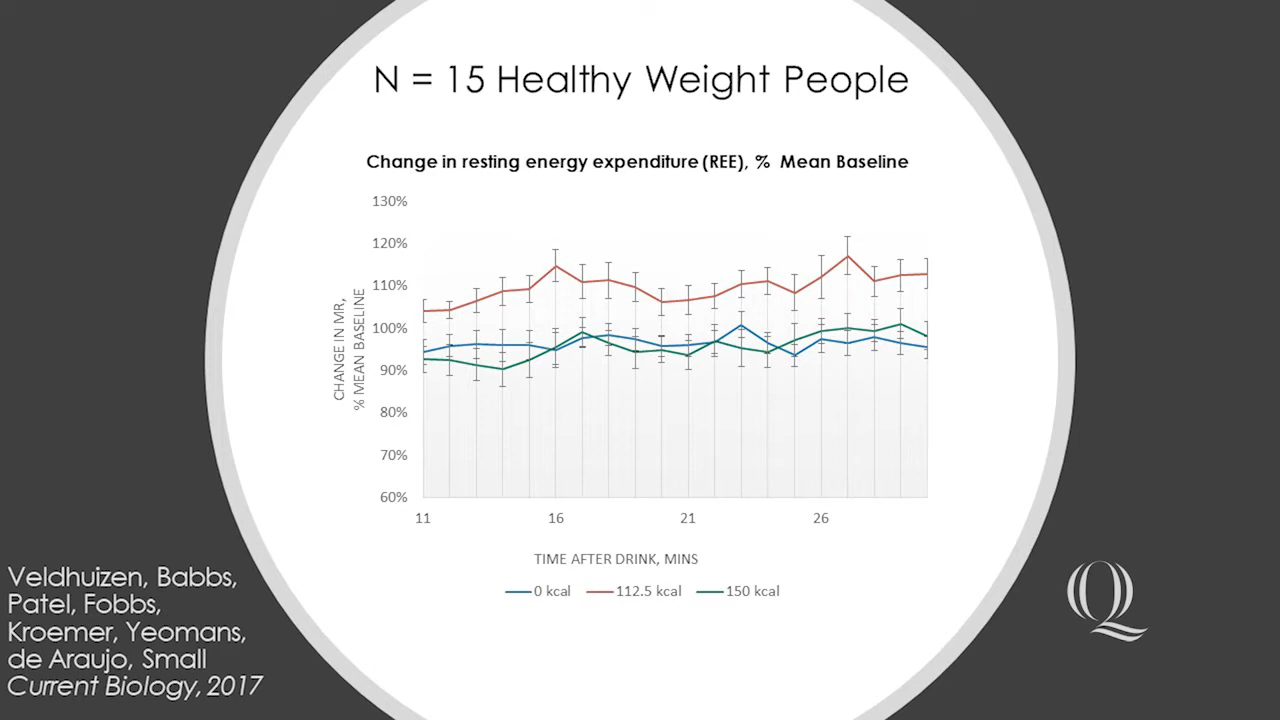 N = 15 Healthy Weight People
Change in resting energy expenditure (REE), % Mean Baseline
130%
120%
110%
100%
90%
80%
70%
60%
CHANGE IN MR,
% MEAN BASELINE
11 16 21 26
TIME AFTER DRINK, MINS
0 kcal 112.5 kcal 150 kcal
Veldhuizen, Babbs,
Patel, Fobbs,
Kroemer, Yeomans,
de Araujo, Small
Current Biology, 2017
Q